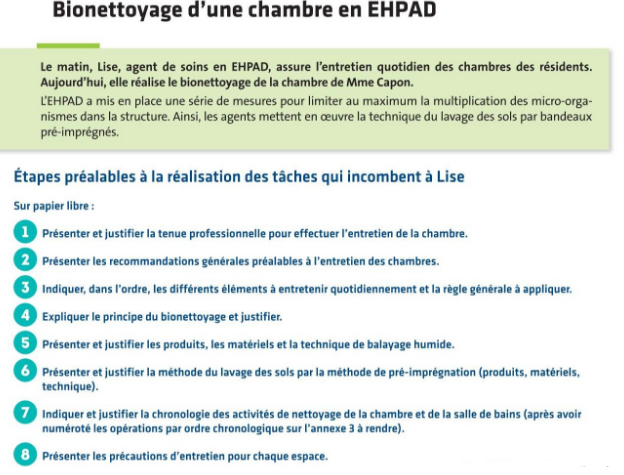 Bionettoyage d'une chambre en EHPAD
Le matin, Lise, agent de soins en EHPAD, assure l'entretien quotidien des chambres des résidents.
Aujourd'hui, elle réalise le bionettoyage de la chambre de Mme Capon.
L'EHPAD a mis en place une série de mesures pour limiter au maximum la multiplication des micro-orga-
nismes dans la structure. Ainsi, les agents mettent en œuvre la technique du lavage des sols par bandeaux
pré-imprégnés.
Étapes préalables à la réalisation des tâches qui incombent à Lise
Sur papier libre :
1 Présenter et justifier la tenue professionnelle pour effectuer l'entretien de la chambre.
2 Présenter les recommandations générales préalables à l'entretien des chambres.
3 Indiquer, dans l'ordre, les différents éléments à entretenir quotidiennement et la règle générale à appliquer.
4 Expliquer le principe du bionettoyage et justifier.
5 Présenter et justifier les produits, les matériels et la technique de balayage humide.
6 Présenter et justifier la méthode du lavage des sols par la méthode de pré-imprégnation (produits, matériels,
technique).
7 Indiquer et justifier la chronologie des activités de nettoyage de la chambre et de la salle de bains (après avoir
numéroté les opérations par ordre chronologique sur l'annexe 3 à rendre).
8 Présenter les précautions d'entretien pour chaque espace.